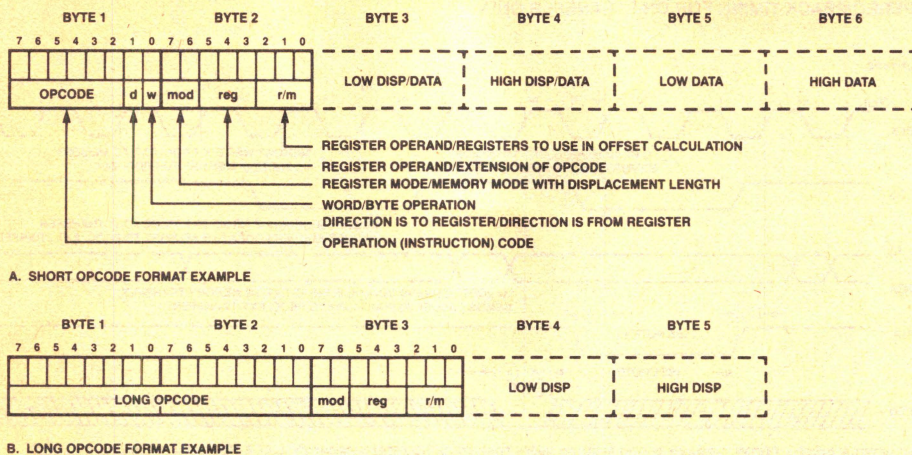 BYTE 1 BYTE 2 BYTE 3 BYTE 4 BYTE 5 BYTE 6
7 6 5 4 3 2 1 0 7 6 5 4 3 2 1 0
LOW DISP/DATA HIGH DISP/DATA LOW DATA HIGH DATA
OPCODE d w mod reg r/m
REGISTER OPERAND/REGISTERS TO USE IN OFFSET CALCULATION
REGISTER OPERAND/EXTENSION OF OPCODE
REGISTER MODE/MEMORY MODE WITH DISPLACEMENT LENGTH
WORD/BYTE OPERATION
DIRECTION IS TO REGISTER/DIRECTION IS FROM REGISTER
OPERATION (INSTRUCTION) CODE
A. SHORT OPCODE FORMAT EXAMPLE
BYTE 1 BYTE 2 BYTE 3 BYTE 4 BYTE 5
7 6 5 4 3 2 1 0 7 6 5 4 3 2 1 0 7 6 5 4 3 2 1 0
LOW DISP HIGH DISP
LONG OPCODE mod reg r/m
B. LONG OPCODE FORMAT EXAMPLE